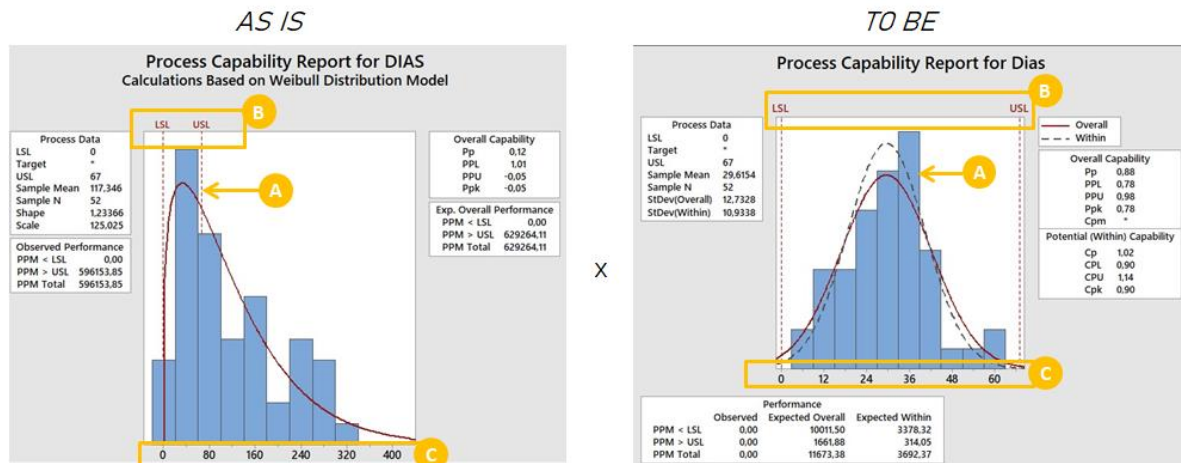 AS IS
Process Capability Report for DIAS
Calculations Based on Weibull Distribution Model
B
LSL USL
Process Data
LSL 0
Target *
USL 67
Sample Mean 117,346
Sample N 52
Shape 1,23366
Scale 125,025
Observed Performance
PPM < LSL 0,00
PPM > USL 596153,85
PPM Total 596153,85
A
Overall Capability
Pp 0,12
PPL 1,01
PPU -0,05
Ppk -0,05
Exp. Overall Performance
PPM < LSL 0,00
PPM > USL 629264,11
PPM Total 629264,11
0 80 160 240 320 400
C
X
TO BE
Process Capability Report for Dias
B
LSL USL
Process Data
LSL 0
Target *
USL 67
Sample Mean 29,6154
Sample N 52
StDev(Overall) 12,7328
StDev(Within) 10,9338
A
Overall
Within
Overall Capability
Pp 0,88
PPL 0,78
PPU 0,98
Ppk 0,78
Cpm *
Potential (Within) Capability
Cp 1,02
CPL 0,90
CPU 1,14
Cpk 0,90
C
0 12 24 36 48 60
Performance
Observed Expected Overall Expected Within
PPM < LSL 0,00 10011,50 3378,32
PPM > USL 0,00 1661,88 314,05
PPM Total 0,00 11673,38 3692,37